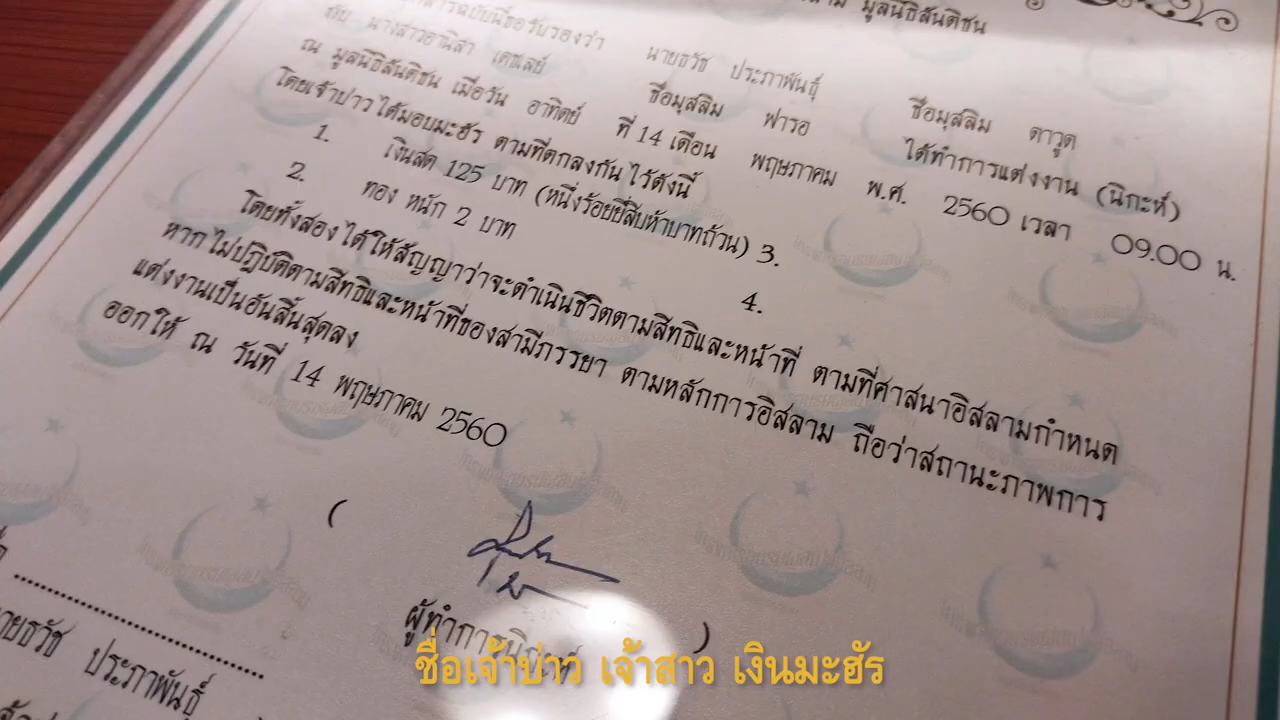 มูลนิธิสันติชน
นายธวัช ประภาพันธุ์ ชื่อมุสลิม ดาวูด
กับ นางสาวอานิสา เดชเลย์ ชื่อมุสลิม ฟารอ ได้ทำการแต่งงาน (นิกะห์)
ณ มูลนิธิสันติชน เมื่อวัน อาทิตย์ ที่ 14 เดือน พฤษภาคม พ.ศ. 2560 เวลา 09.00 น.
โดยเจ้าบ่าวได้มอบมะฮัร ตามที่ตกลงกันไว้ดังนี้
1. เงินสด 125 บาท (หนึ่งร้อยยี่สิบห้าบาทถ้วน) 3.
2. ทอง หนัก 2 บาท 4.
โดยทั้งสองได้ให้สัญญาว่าจะดำเนินชีวิตตามสิทธิและหน้าที่ ตามที่ศาสนาอิสลามกำหนด
หากไม่ปฏิบัติตามสิทธิและหน้าที่ของสามีภรรยา ตามหลักการอิสลาม ถือว่าสถานะภาพการ
แต่งงานเป็นอันสิ้นสุดลง
ออกให้ ณ วันที่ 14 พฤษภาคม 2560
( )
ผู้ทำการนิกะห์
นายธวัช ประภาพันธุ์
ชื่อเจ้าบ่าว เจ้าสาว เงินมะฮัร